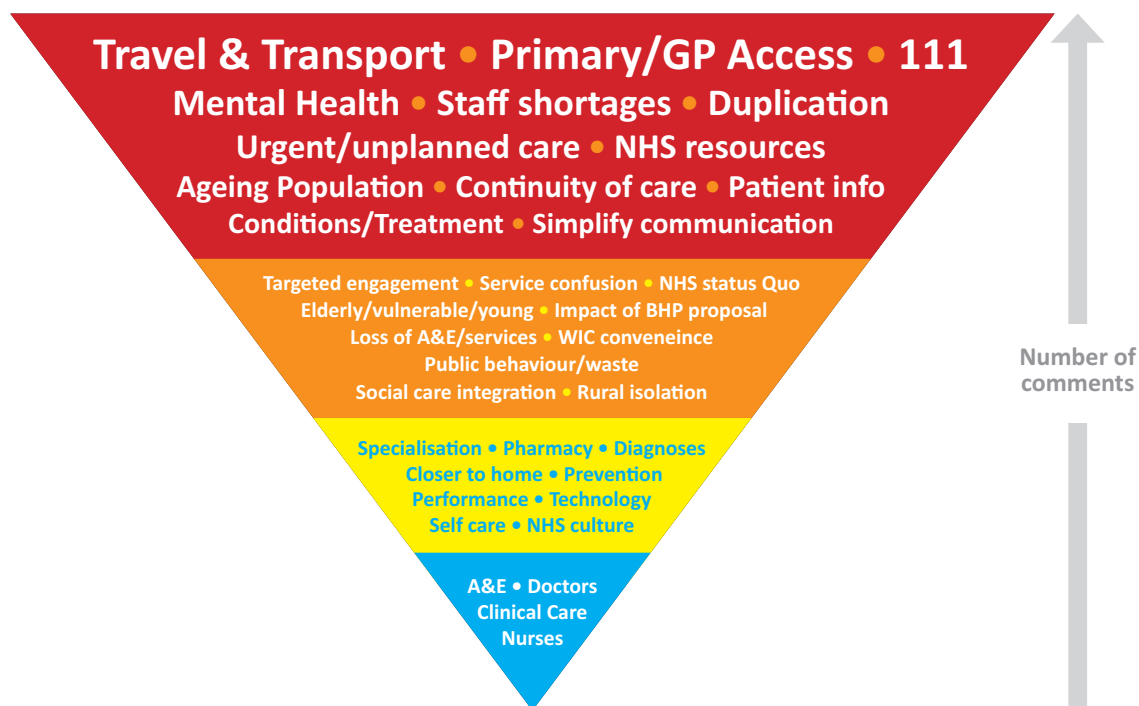 Travel & Transport • Primary/GP Access • 111
Mental Health • Staff shortages • Duplication
Urgent/unplanned care • NHS resources
Ageing Population • Continuity of care • Patient info
Conditions/Treatment • Simplify communication
Targeted engagement • Service confusion • NHS status Quo
Elderly/vulnerable/young • Impact of BHP proposal
Loss of A&E/services • WIC conveneince
Public behaviour/waste
Social care integration • Rural isolation
Specialisation • Pharmacy • Diagnoses
Closer to home • Prevention
Performance • Technology
Self care • NHS culture
A&E • Doctors
Clinical Care
Nurses
Number of
comments